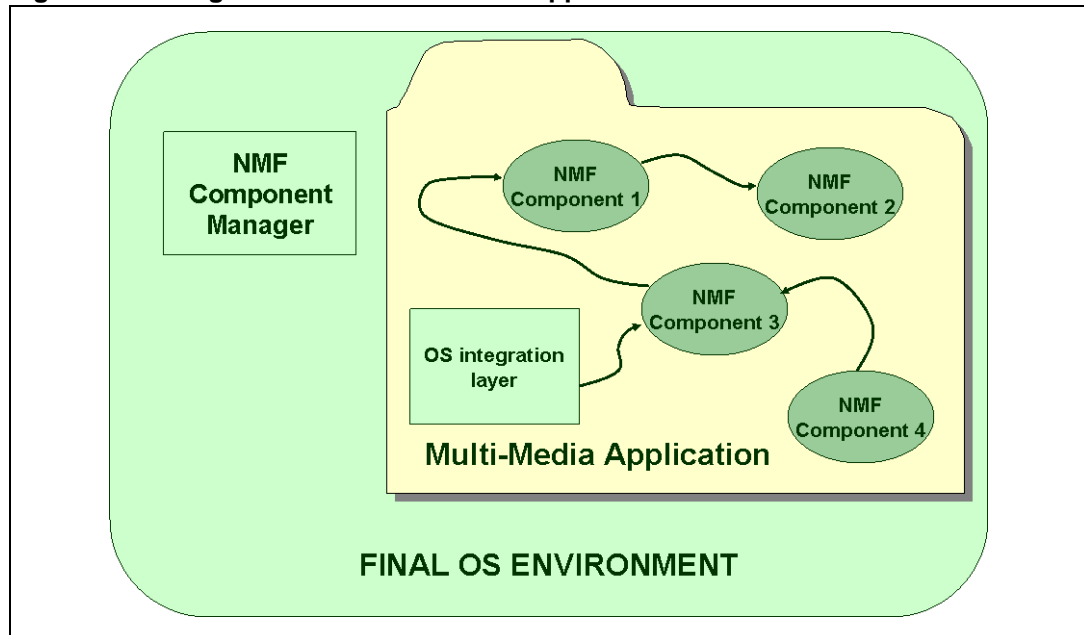 NMF
Component
Manager
NMF
Component 1
NMF
Component 2
NMF
Component 3
OS integration
layer
NMF
Component 4
Multi-Media Application
FINAL OS ENVIRONMENT